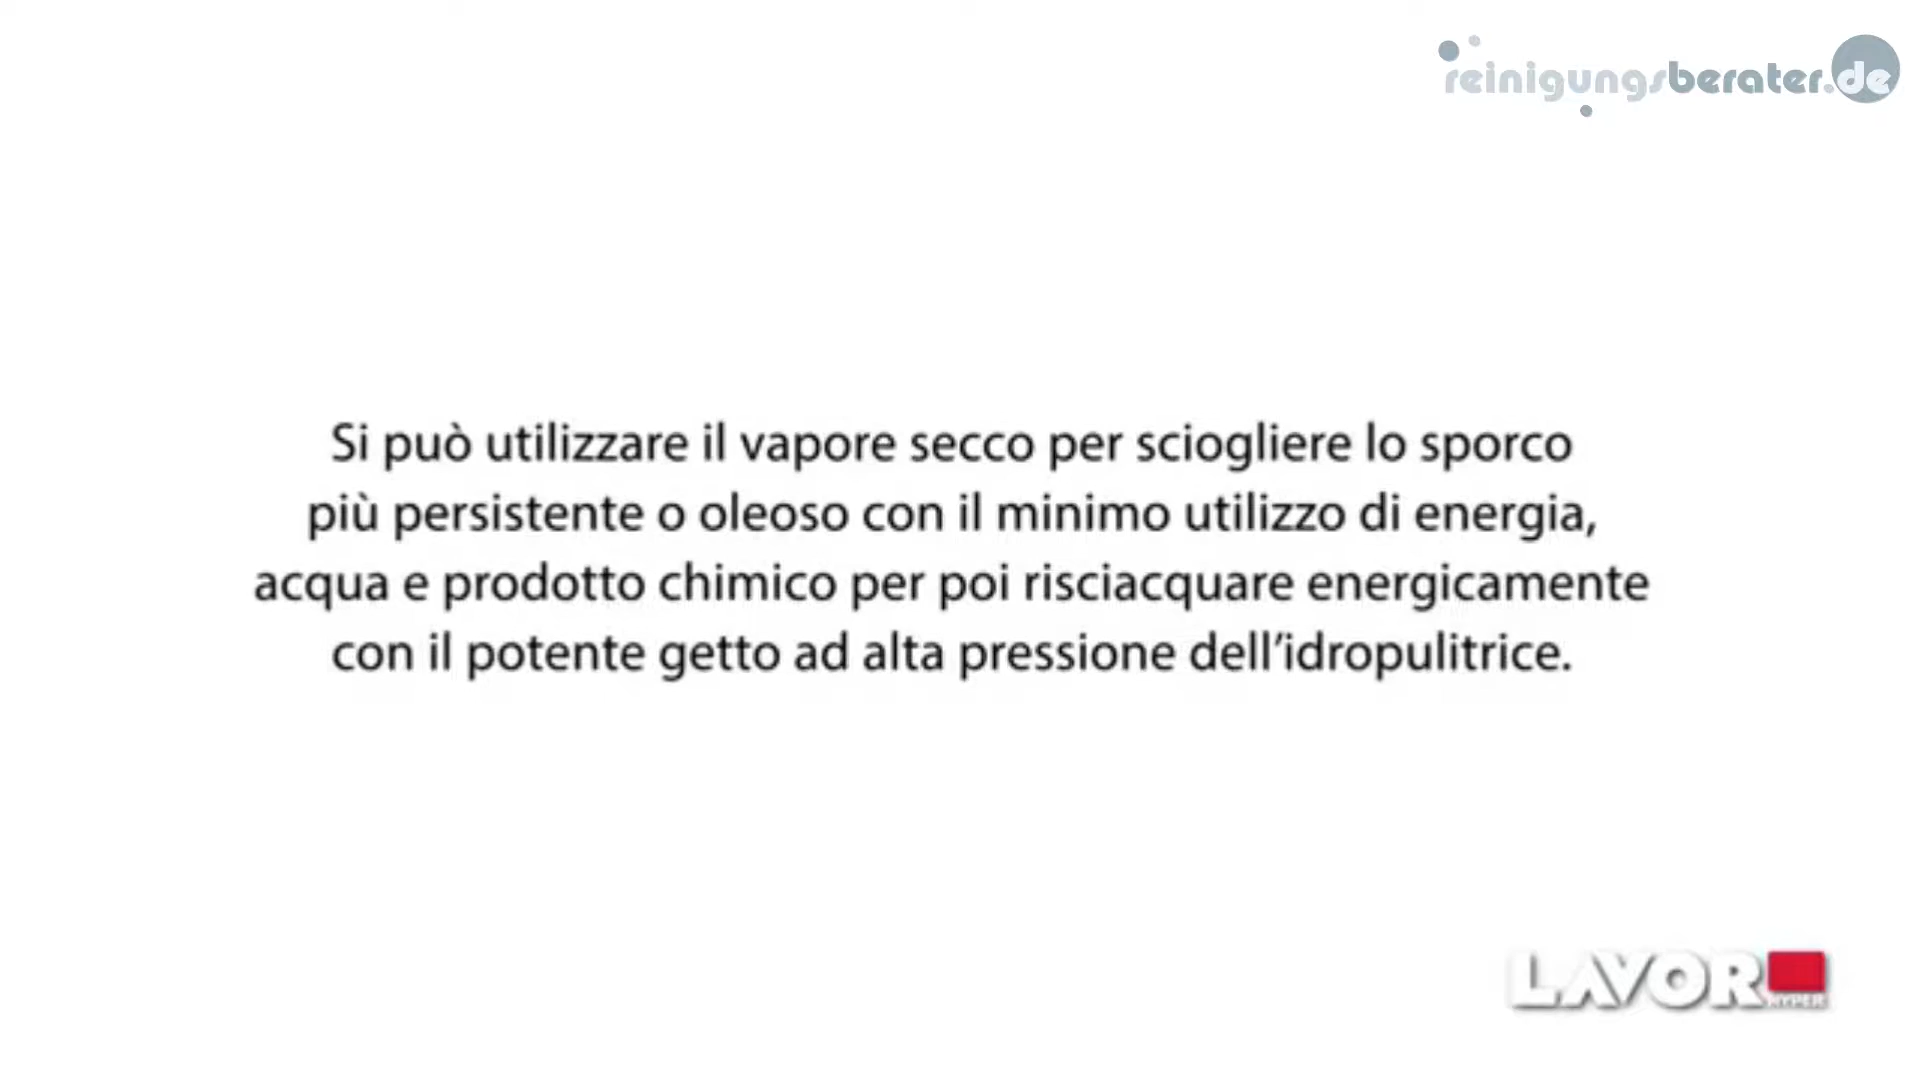 reinigungsberater.de
Si può utilizzare il vapore secco per sciogliere lo sporco
più persistente o oleoso con il minimo utilizzo di energia,
acqua e prodotto chimico per poi risciacquare energicamente
con il potente getto ad alta pressione dell’idropulitrice.
LAVOR
HYPER